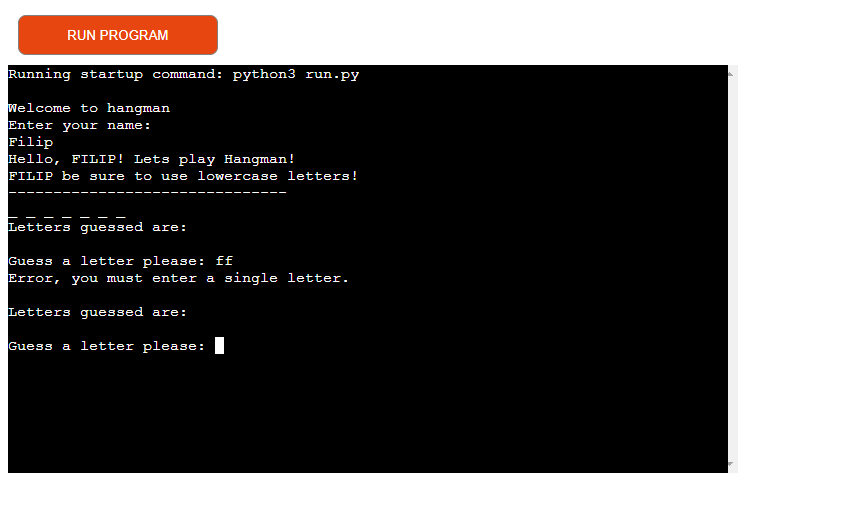 RUN PROGRAM
Running startup command: python3 run.py
Welcome to hangman
Enter your name:
Filip
Hello, FILIP! Lets play Hangman!
FILIP be sure to use lowercase letters!
-------------------------------
_ _ _ _ _ _ _
Letters guessed are:
Guess a letter please: ff
Error, you must enter a single letter.
Letters guessed are:
Guess a letter please: